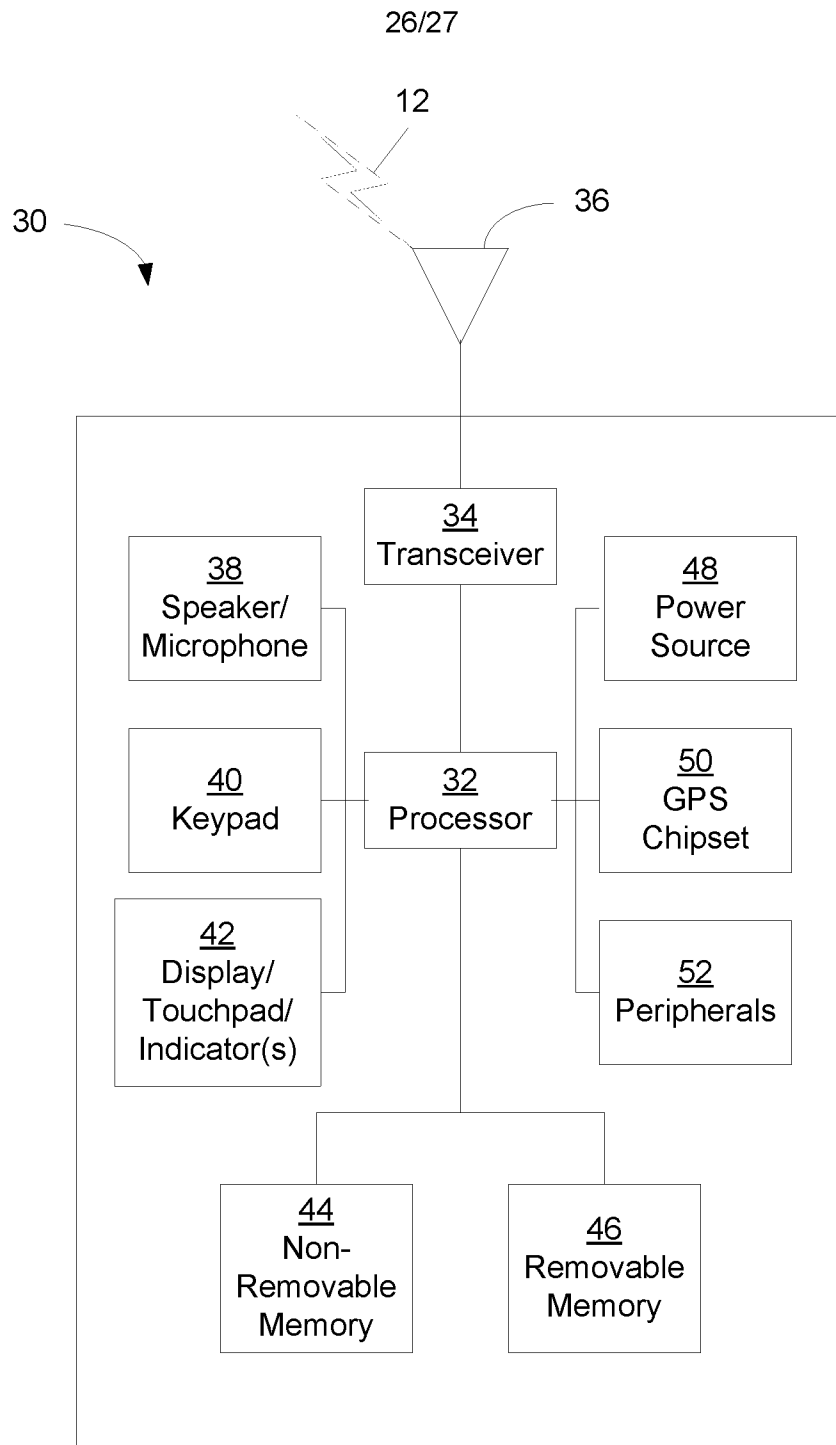 26/27
12
36
30
34
Transceiver
38
Speaker/
Microphone
48
Power
Source
40
Keypad
32
Processor
50
GPS
Chipset
42
Display/
Touchpad/
Indicator(s)
52
Peripherals
44
Non-
Removable
Memory
46
Removable
Memory